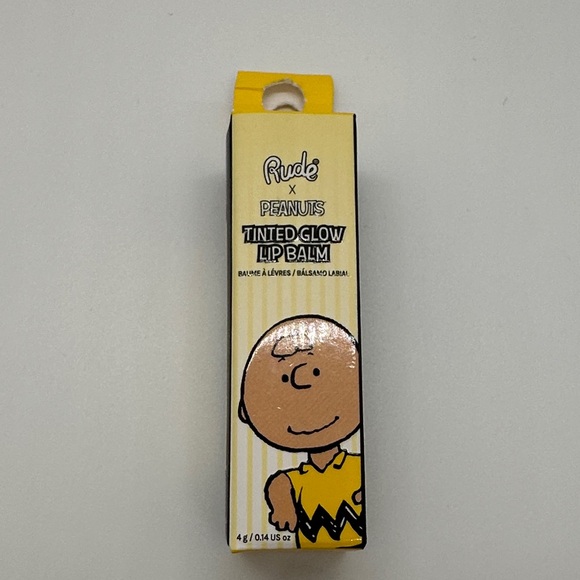 Rude®
X
PEANUTS
TINTED GLOW
LIP BALM
BAUME À LÈVRES / BÁLSAMO LABIAL
4 g / 0.14 US oz